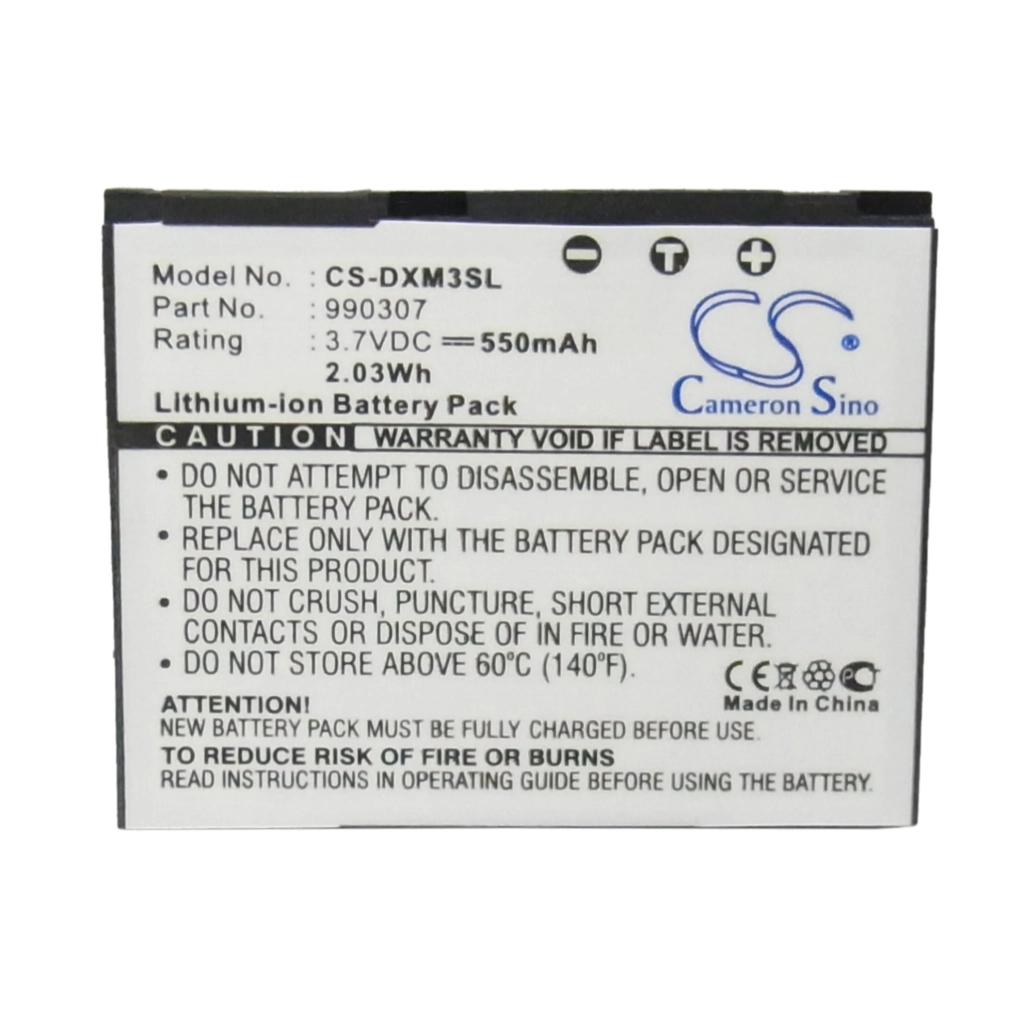 Model No. : CS-DXM3SL
Part No. : 990307
Rating : 3.7VDC 550mAh
2.03Wh
Lithium-ion Battery Pack
− T +
CS ®
Cameron Sino
CAUTION WARRANTY VOID IF LABEL IS REMOVED
• DO NOT ATTEMPT TO DISASSEMBLE, OPEN OR SERVICE
THE BATTERY PACK.
• REPLACE ONLY WITH THE BATTERY PACK DESIGNATED
FOR THIS PRODUCT.
• DO NOT CRUSH, PUNCTURE, SHORT EXTERNAL
CONTACTS OR DISPOSE OF IN FIRE OR WATER.
• DO NOT STORE ABOVE 60°C (140°F).
CE PC
Made In China
ATTENTION!
NEW BATTERY PACK MUST BE FULLY CHARGED BEFORE USE.
TO REDUCE RISK OF FIRE OR BURNS
READ INSTRUCTIONS IN OPERATING GUIDE BEFORE USING THE BATTERY.